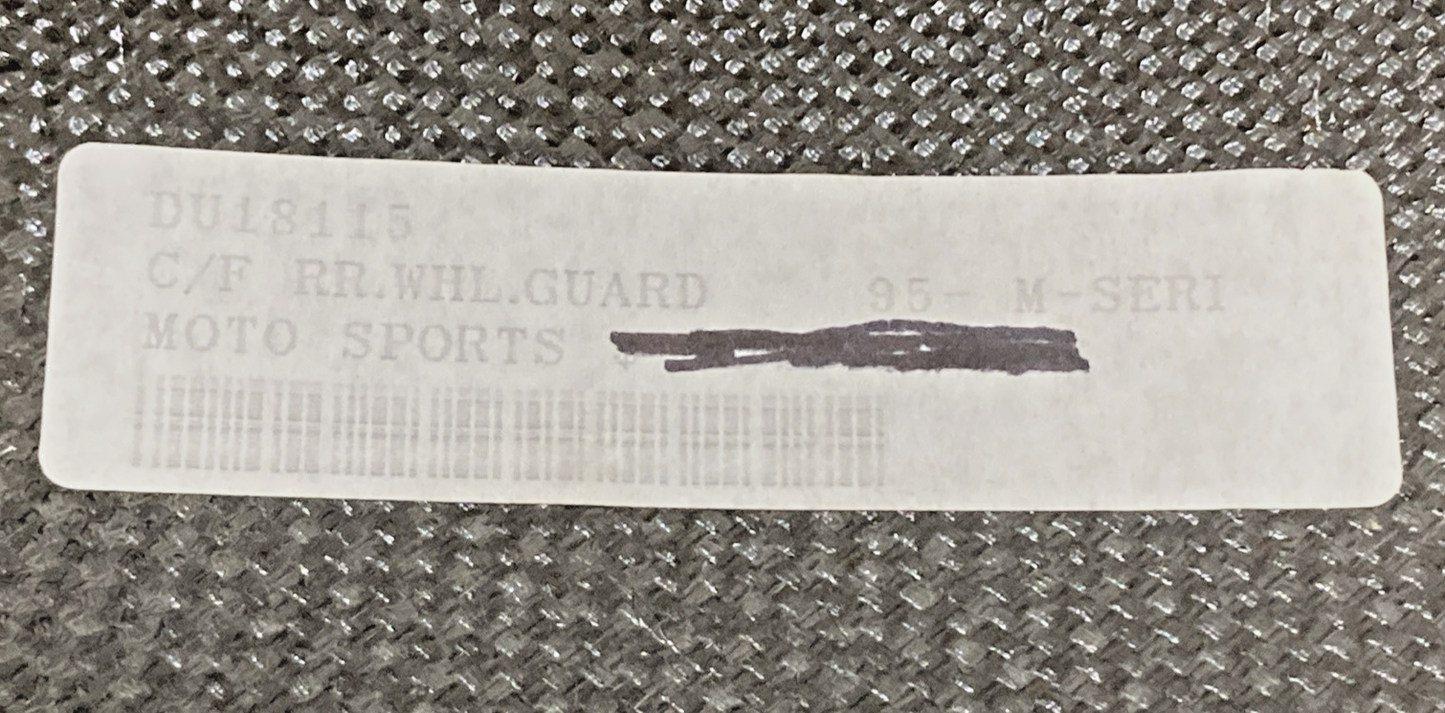 DU18115
C/F RR.WHL.GUARD 95- M-SERI
MOTO SPORTS